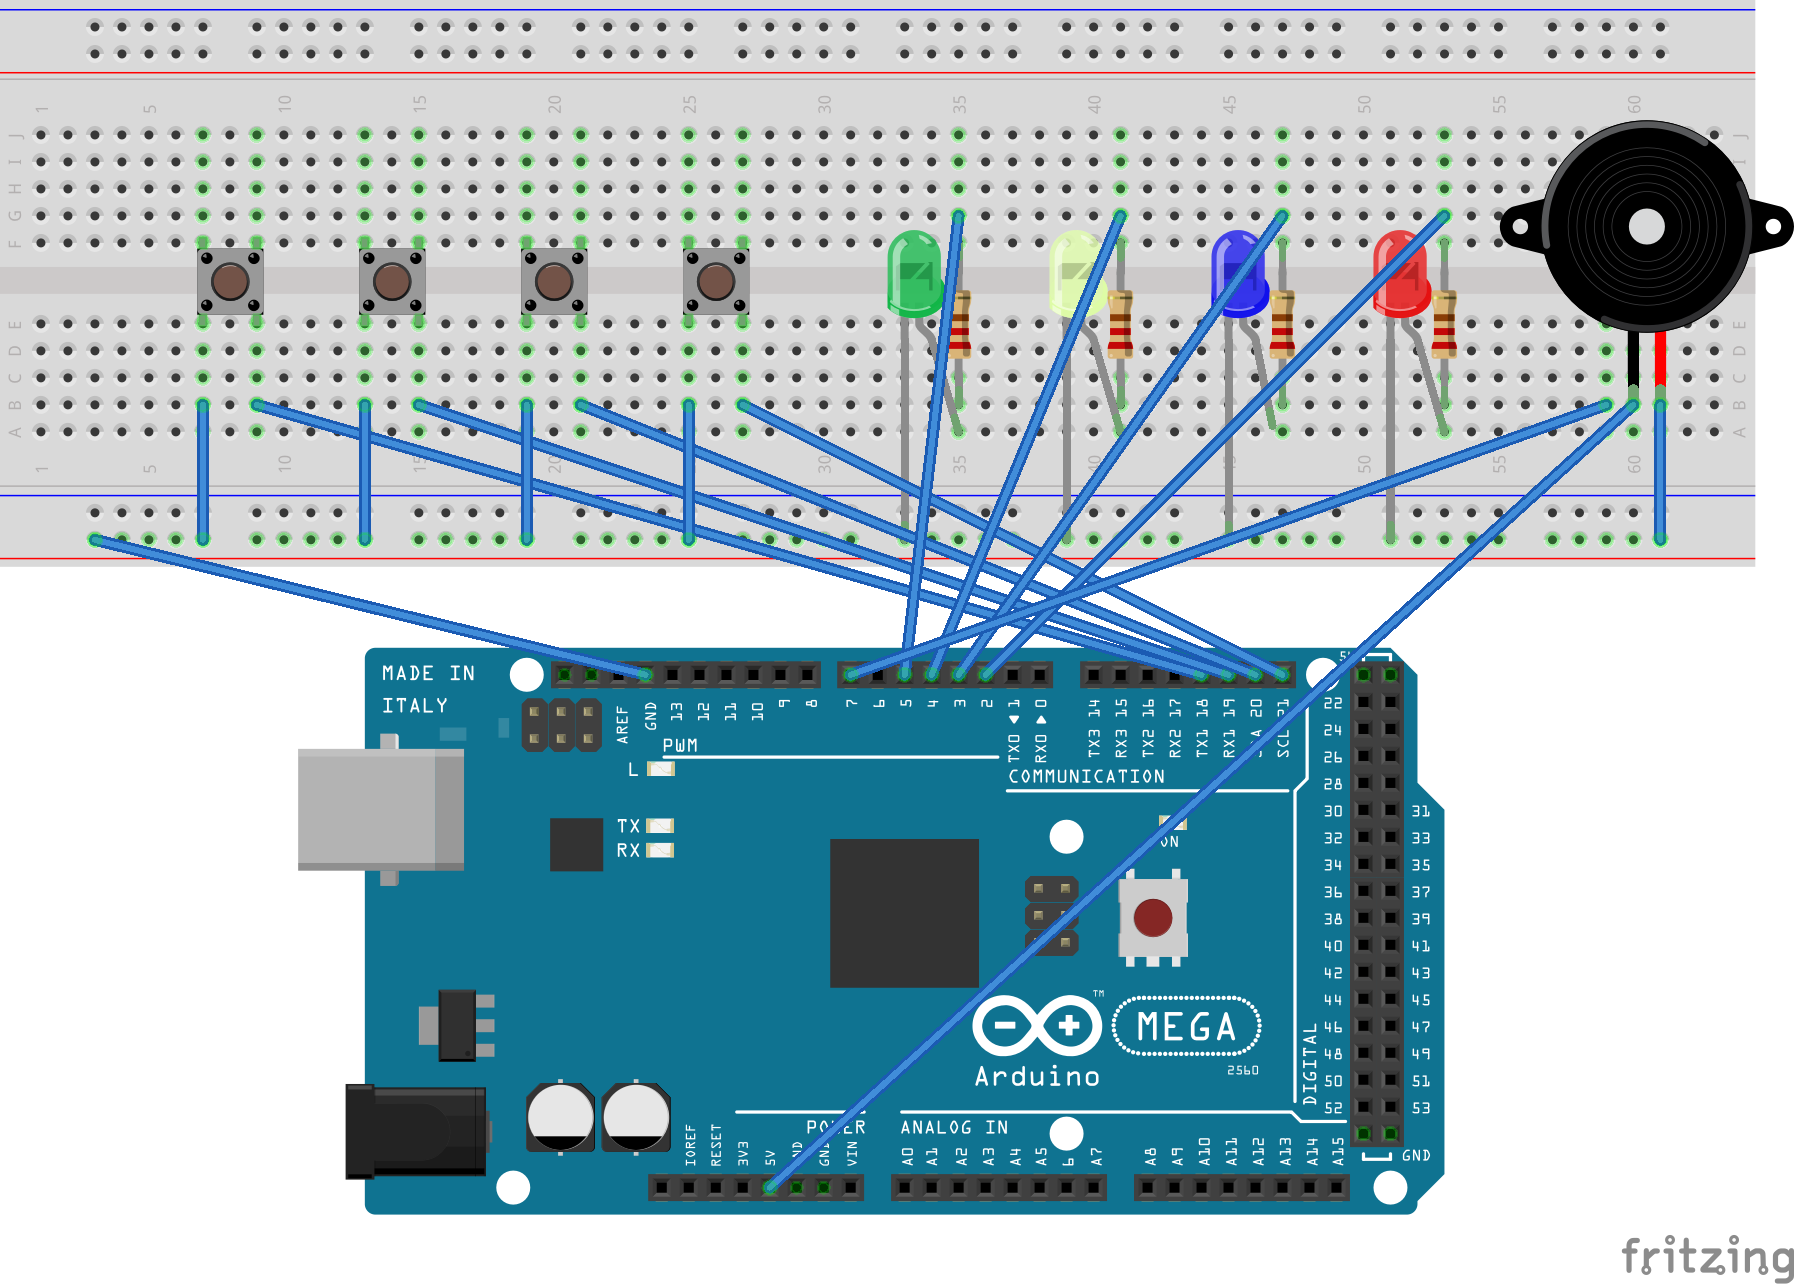 1 5 10 15 20 25 30 35 40 45 50 55 60
J J
I I
H H
G
F
E E
D D
C C
B B
A A
1 5 10 15 20 30 35 40 45 50 55 60
MADE IN
ITALY
AREF GND 13 12 11 10 9 8 7 6 5 4 3 2 TX0 1 RX0 0 TX3 14 RX3 15 TX2 16 RX2 17 TX1 18 RX1 19 20 SCL 21
PWM
COMMUNICATION
L
TX
RX
22
24
26
28
30 31
32 33
34 35
36 37
38 39
40 41
42 43
44 45
46 47
48 49
50 51
52 53
GND
DIGITAL
MEGA
TM
2560
Arduino
POWER
ANALOG IN
IOREF RESET 3V3 5V GND VIN A0 A1 A2 A3 A4 A5 6 A7 A8 A9 A10 A11 A12 A13 A14 A15
fritzing